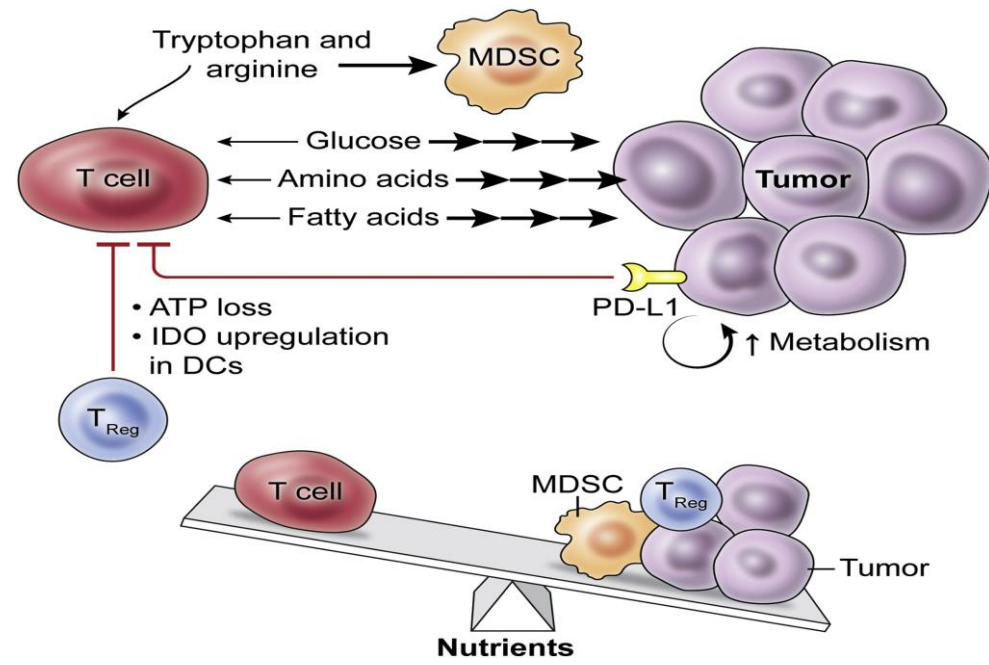 Tryptophan and
arginine
MDSC
T cell
Glucose
Amino acids
Fatty acids
Tumor
PD-L1
↑ Metabolism
• ATP loss
• IDO upregulation
in DCs
TReg
T cell
MDSC
TReg
Tumor
Nutrients